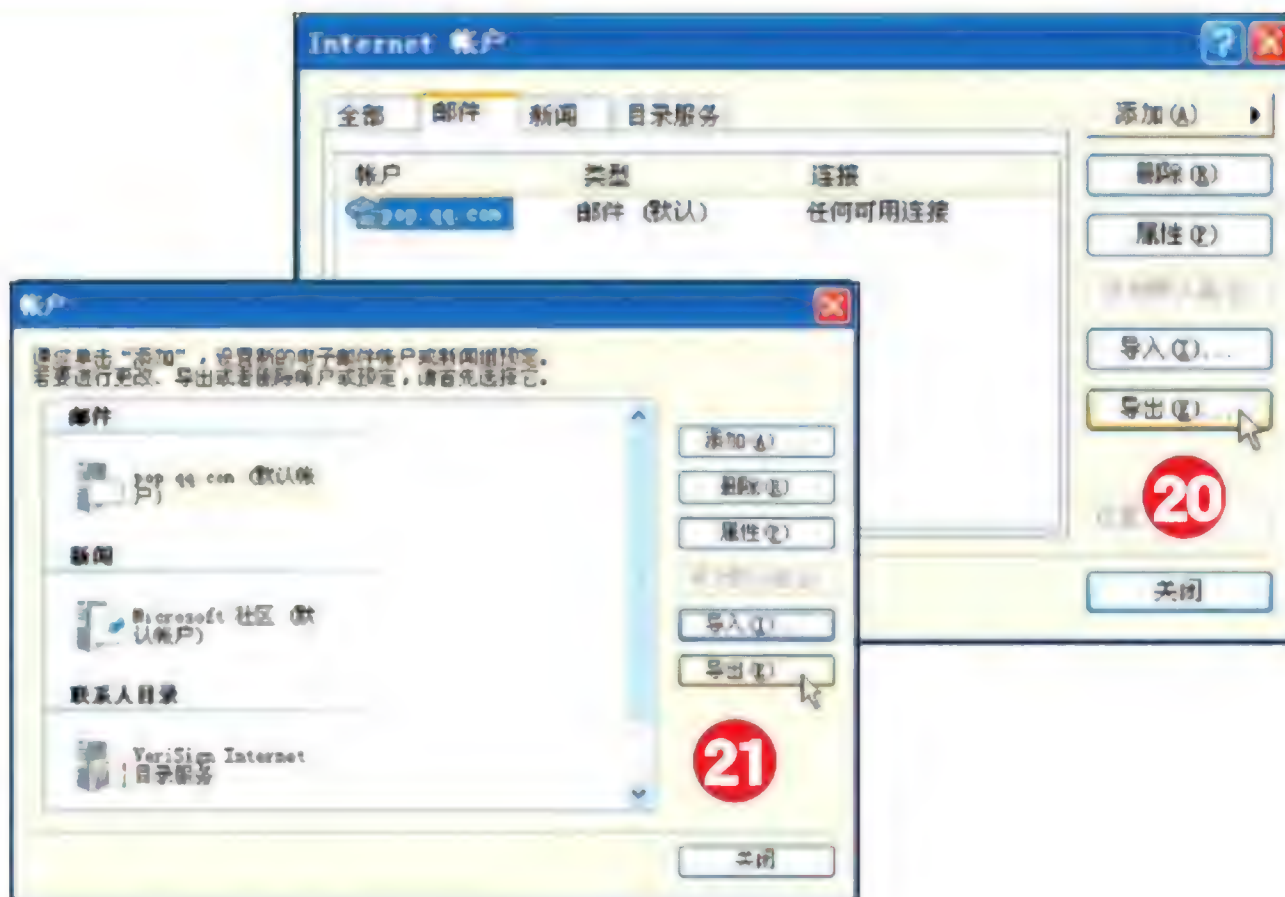 Internet 帐户
全部 邮件 新闻 目录服务
帐户 类型 连接
pop.qq.com 邮件 (默认) 任何可用连接
添加(A)
删除(R)
属性(P)
导入(I)...
导出(E)...
20
关闭
帐户
请您单击“添加”，设置新的电子邮件帐户或新闻组预定。
若要进行更改、导出或者删除帐户或预定，请首先选择它。
邮件
pop.qq.com (默认帐
户)
新闻
Microsoft 社区 (默
认帐户)
联系人目录
VeriSign Internet
目录服务
添加(A)
删除(R)
属性(P)
导入(I)...
导出(E)...
21
关闭